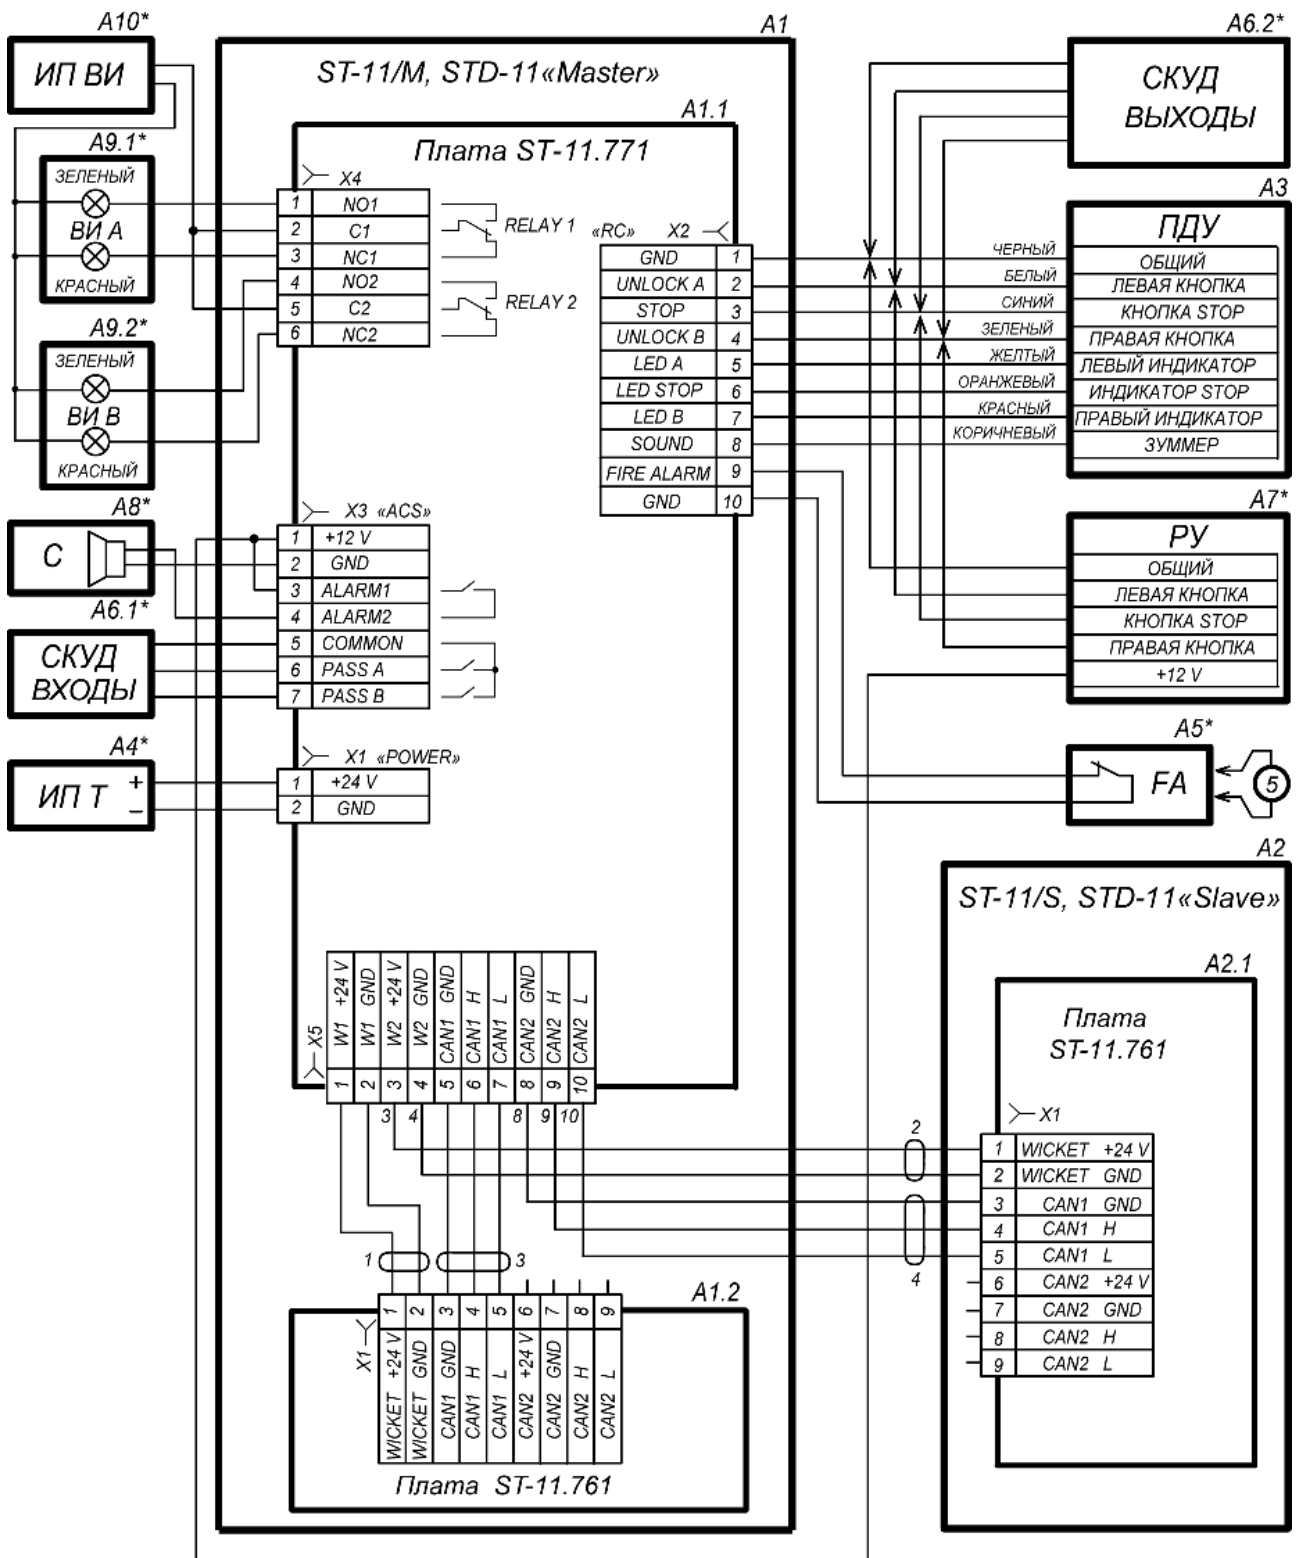 A10*
ИП ВИ
A9.1*
ЗЕЛЕНЫЙ
ВИ А
КРАСНЫЙ
A9.2*
ЗЕЛЕНЫЙ
ВИ В
КРАСНЫЙ
A8*
С
A6.1*
СКУД
ВХОДЫ
A4*
ИП Т
+
−
A1
ST-11/M, STD-11«Master»
A1.1
Плата ST-11.771
X4
1 NO1
2 C1
3 NC1
4 NO2
5 C2
6 NC2
RELAY 1
RELAY 2
X3 «ACS»
1 +12 V
2 GND
3 ALARM1
4 ALARM2
5 COMMON
6 PASS A
7 PASS B
X1 «POWER»
1 +24 V
2 GND
«RC» X2
GND 1
UNLOCK A 2
STOP 3
UNLOCK B 4
LED A 5
LED STOP 6
LED B 7
SOUND 8
FIRE ALARM 9
GND 10
X5
1 W1 +24 V
2 W1 GND
3 W2 +24 V
4 W2 GND
5 CAN1 GND
6 CAN1 H
7 CAN1 L
8 CAN2 GND
9 CAN2 H
10 CAN2 L
3 4 8 9 10
1 3
A1.2
X1
1 WICKET +24 V
2 WICKET GND
3 CAN1 GND
4 CAN1 H
5 CAN1 L
6 CAN2 +24 V
7 CAN2 GND
8 CAN2 H
9 CAN2 L
Плата ST-11.761
A6.2*
СКУД
ВЫХОДЫ
A3
ПДУ
ЧЕРНЫЙ ОБЩИЙ
БЕЛЫЙ ЛЕВАЯ КНОПКА
СИНИЙ КНОПКА STOP
ЗЕЛЕНЫЙ ПРАВАЯ КНОПКА
ЖЕЛТЫЙ ЛЕВЫЙ ИНДИКАТОР
ОРАНЖЕВЫЙ ИНДИКАТОР STOP
КРАСНЫЙ ПРАВЫЙ ИНДИКАТОР
КОРИЧНЕВЫЙ ЗУММЕР
A7*
РУ
ОБЩИЙ
ЛЕВАЯ КНОПКА
КНОПКА STOP
ПРАВАЯ КНОПКА
+12 V
A5*
FA
5
A2
ST-11/S, STD-11«Slave»
A2.1
Плата
ST-11.761
X1
2
4
1 WICKET +24 V
2 WICKET GND
3 CAN1 GND
4 CAN1 H
5 CAN1 L
6 CAN2 +24 V
7 CAN2 GND
8 CAN2 H
9 CAN2 L